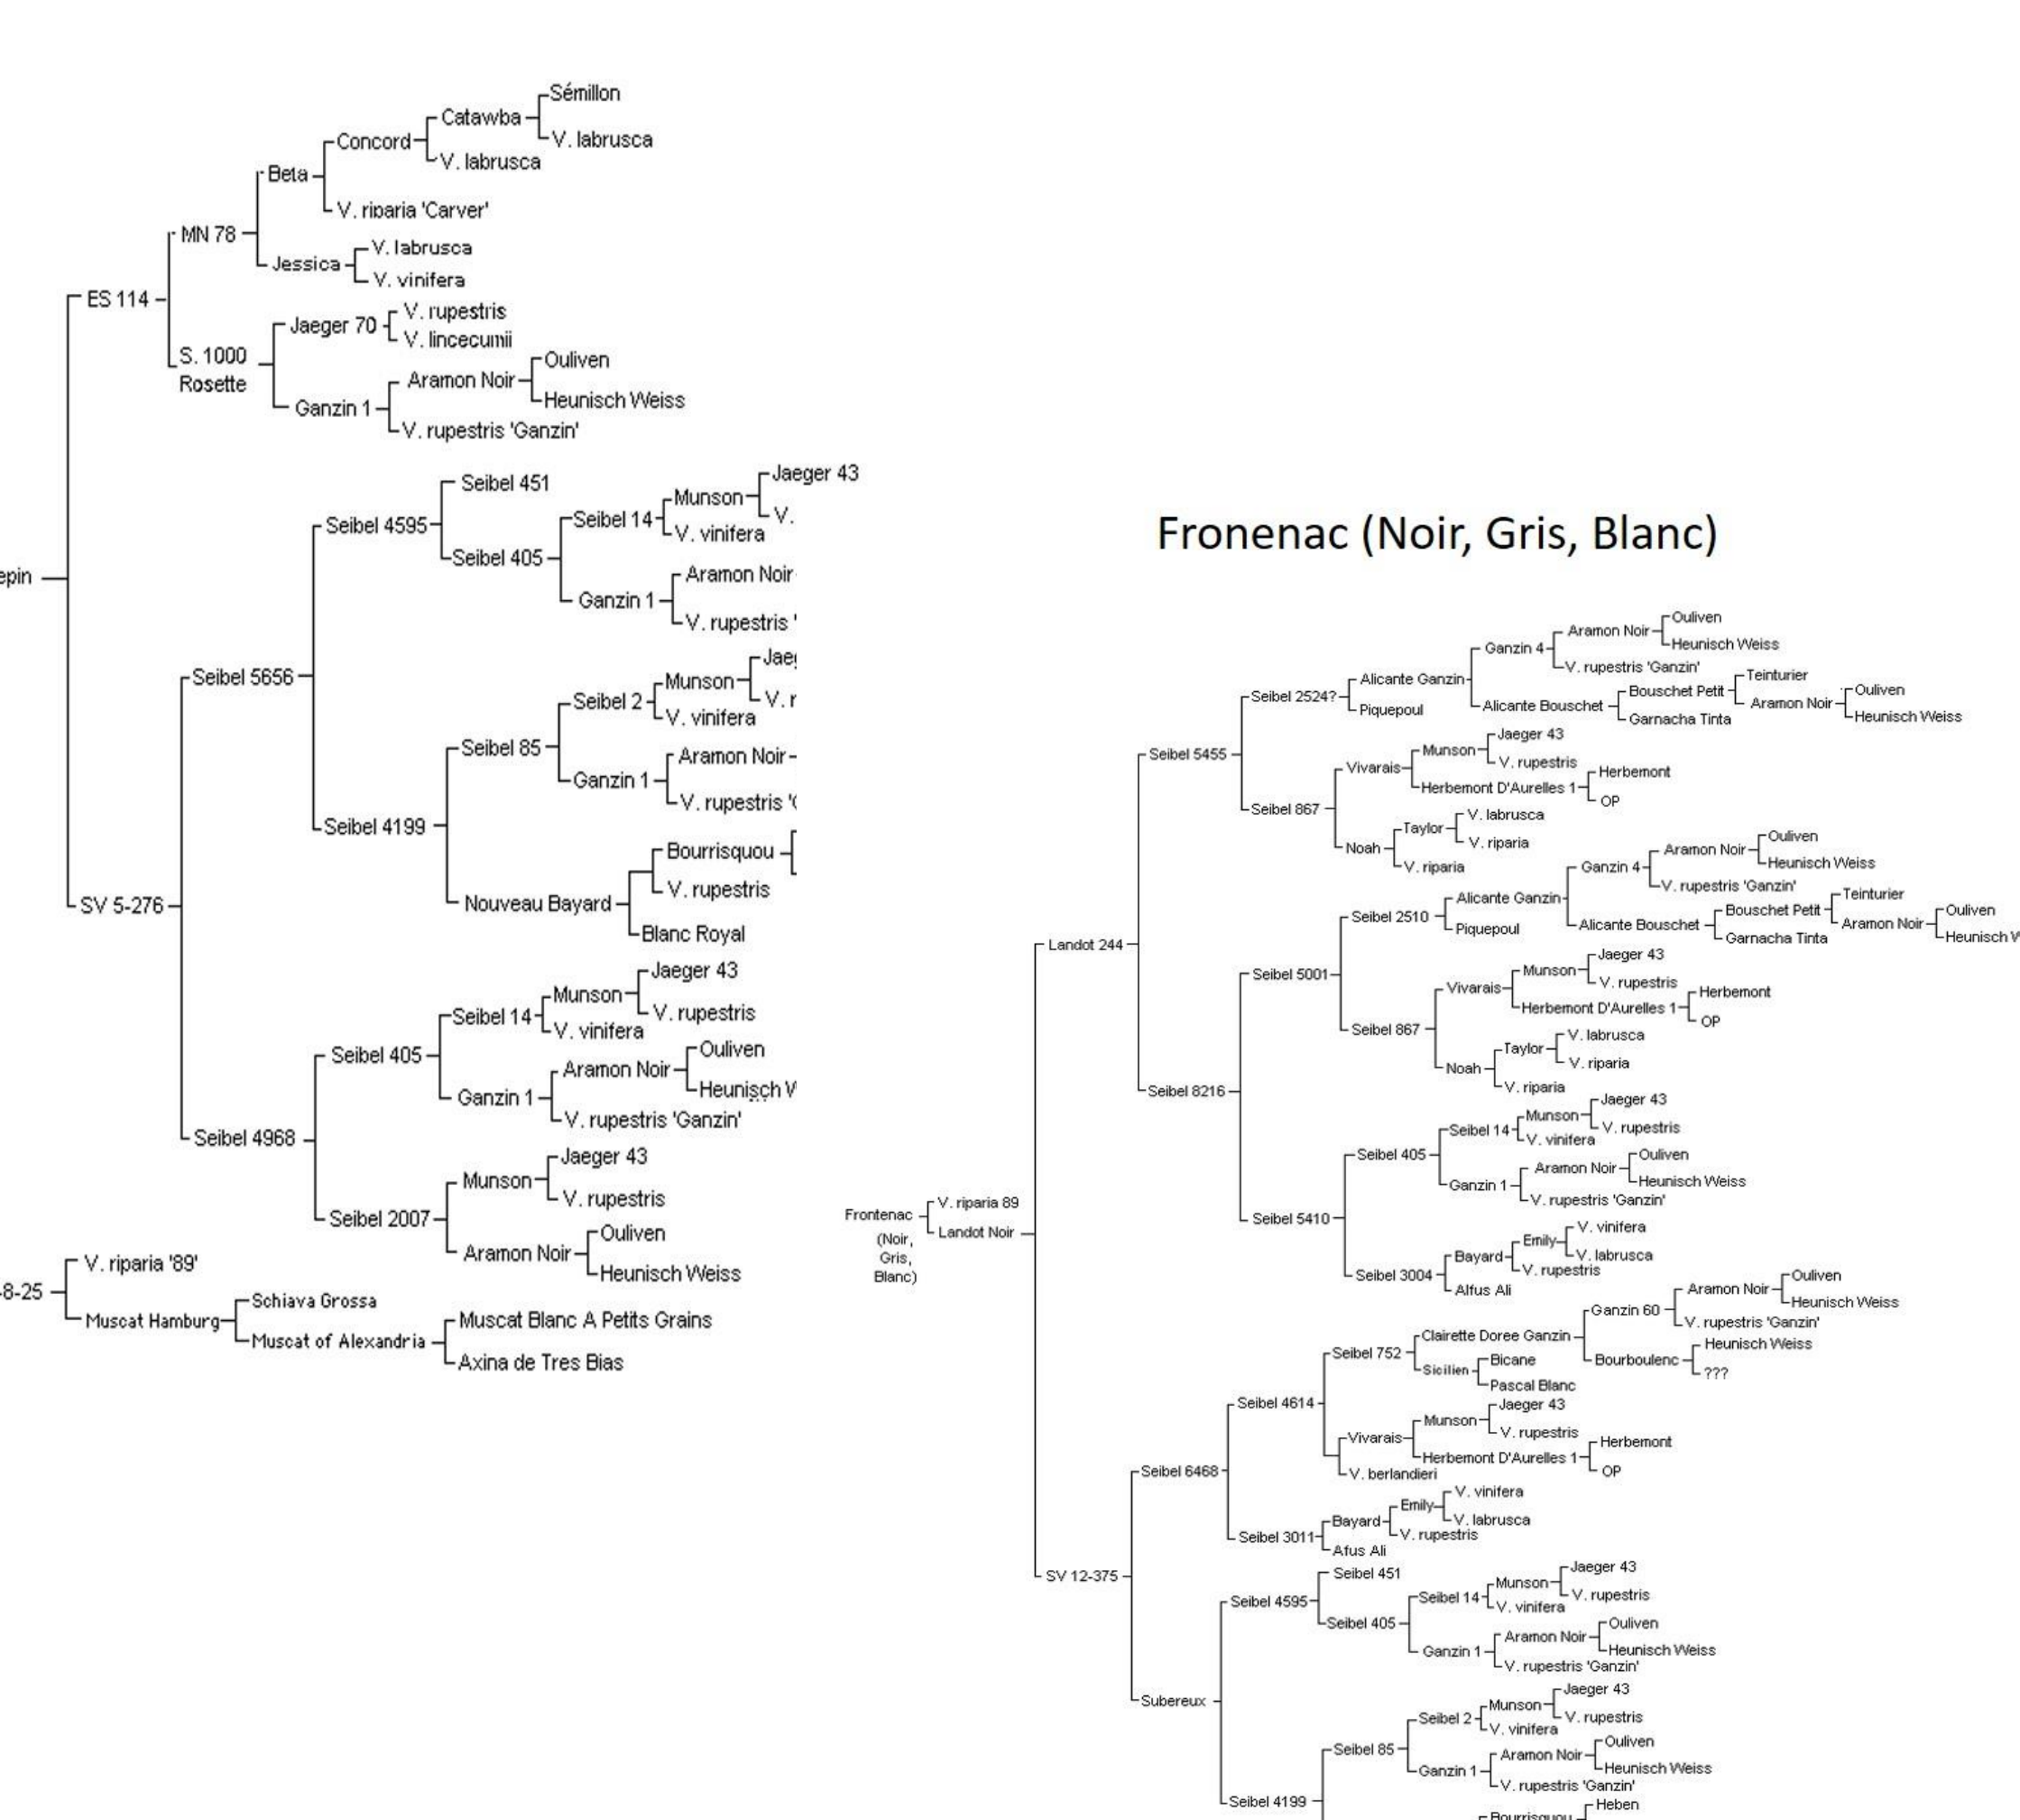 Sémillon
Catawba
V. labrusca
Concord
V. labrusca
Beta
V. riparia 'Carver'
MN 78
Jessica
V. labrusca
V. vinifera
ES 114
Jaeger 70
V. rupestris
V. lincecumii
S. 1000
Rosette
Ouliven
Aramon Noir
Heunisch Weiss
Ganzin 1
V. rupestris 'Ganzin'
epin
Seibel 451
Seibel 4595
Seibel 405
Seibel 14
Munson
Jaeger 43
V.
V. vinifera
Ganzin 1
Aramon Noir
V. rupestris '
Seibel 5656
Seibel 85
Seibel 2
Munson
Jaeg
V. r
V. vinifera
Ganzin 1
Aramon Noir
V. rupestris '
Seibel 4199
Nouveau Bayard
Bourrisquou
V. rupestris
Blanc Royal
SV 5-276
Seibel 4968
Seibel 405
Seibel 14
Munson
Jaeger 43
V. rupestris
V. vinifera
Ganzin 1
Aramon Noir
Ouliven
Heunisch
V. rupestris 'Ganzin'
Seibel 2007
Munson
Jaeger 43
V. rupestris
Aramon Noir
Ouliven
Heunisch Weiss
8-25
V. riparia '89'
Muscat Hamburg
Schiava Grossa
Muscat of Alexandria
Muscat Blanc A Petits Grains
Axina de Tres Bias
Fronenac (Noir, Gris, Blanc)
Frontenac
(Noir,
Gris,
Blanc)
V. riparia 89
Landot Noir
Landot 244
Seibel 5455
Seibel 2524?
Alicante Ganzin
Ganzin 4
Aramon Noir
Ouliven
Heunisch Weiss
V. rupestris 'Ganzin'
Alicante Bouschet
Bouschet Petit
Teinturier
Aramon Noir
Ouliven
Heunisch Weiss
Garnacha Tinta
Piquepoul
Seibel 867
Vivarais
Munson
Jaeger 43
V. rupestris
Herbemont D'Aurelles 1
Herbemont
OP
Noah
Taylor
V. labrusca
V. riparia
V. riparia
Seibel 8216
Seibel 5001
Seibel 2510
Alicante Ganzin
Ganzin 4
Aramon Noir
Ouliven
Heunisch Weiss
V. rupestris 'Ganzin'
Alicante Bouschet
Bouschet Petit
Teinturier
Aramon Noir
Ouliven
Heunisch
Garnacha Tinta
Piquepoul
Seibel 867
Vivarais
Munson
Jaeger 43
V. rupestris
Herbemont D'Aurelles 1
Herbemont
OP
Noah
Taylor
V. labrusca
V. riparia
V. riparia
Seibel 5410
Seibel 405
Seibel 14
Munson
Jaeger 43
V. rupestris
V. vinifera
Ganzin 1
Aramon Noir
Ouliven
Heunisch Weiss
V. rupestris 'Ganzin'
Seibel 3004
Bayard
Emily
V. vinifera
V. labrusca
V. rupestris
Alfus Ali
SV 12-375
Seibel 6468
Seibel 4614
Seibel 752
Clairette Doree Ganzin
Ganzin 60
Aramon Noir
Ouliven
Heunisch Weiss
V. rupestris 'Ganzin'
Bourboulenc
Heunisch Weiss
???
Sicilien
Bicane
Pascal Blanc
Vivarais
Munson
Jaeger 43
V. rupestris
Herbemont D'Aurelles 1
Herbemont
OP
V. berlandieri
Seibel 3011
Bayard
Emily
V. vinifera
V. labrusca
V. rupestris
Afus Ali
Subereux
Seibel 4595
Seibel 451
Seibel 405
Seibel 14
Munson
Jaeger 43
V. rupestris
V. vinifera
Ganzin 1
Aramon Noir
Ouliven
Heunisch Weiss
V. rupestris 'Ganzin'
Seibel 4199
Seibel 85
Seibel 2
Munson
Jaeger 43
V. rupestris
V. vinifera
Ganzin 1
Aramon Noir
Ouliven
Heunisch Weiss
V. rupestris 'Ganzin'
Bourrisquou
Heben